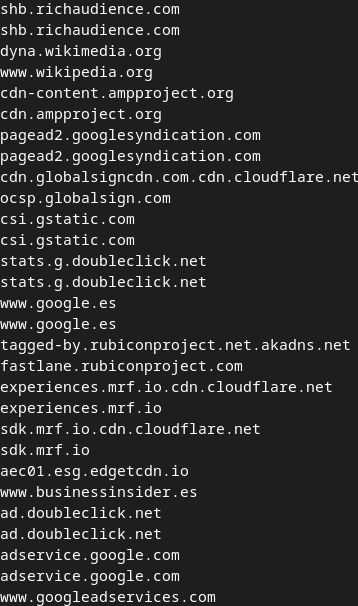 shb.richaudience.com
shb.richaudience.com
dyna.wikimedia.org
www.wikipedia.org
cdn-content.ampproject.org
cdn.ampproject.org
pagead2.googlesyndication.com
pagead2.googlesyndication.com
cdn.globalsigncdn.com.cdn.cloudflare.net
ocsp.globalsign.com
csi.gstatic.com
csi.gstatic.com
stats.g.doubleclick.net
stats.g.doubleclick.net
www.google.es
www.google.es
tagged-by.rubiconproject.net.akadns.net
fastlane.rubiconproject.com
experiences.mrf.io.cdn.cloudflare.net
experiences.mrf.io
sdk.mrf.io.cdn.cloudflare.net
sdk.mrf.io
aec01.esg.edgetcdn.io
www.businessinsider.es
ad.doubleclick.net
ad.doubleclick.net
adservice.google.com
adservice.google.com
www.googleadservices.com